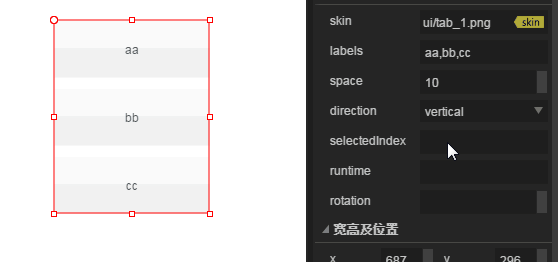 aa
bb
cc
skin ui/tab_1.png skin
labels aa,bb,cc
space 10
direction vertical
selectedIndex
runtime
rotation
宽高及位置
x 687 y 296